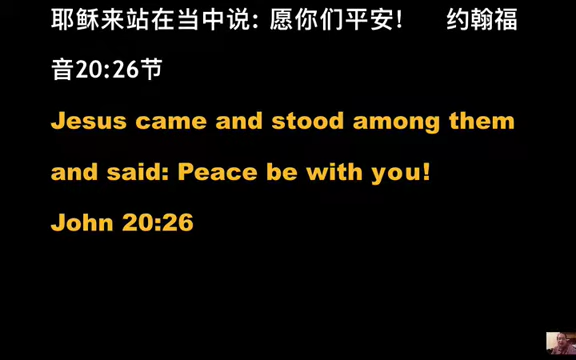 耶稣来站在当中说: 愿你们平安!　　约翰福
音20:26节
Jesus came and stood among them
and said: Peace be with you!
John 20:26